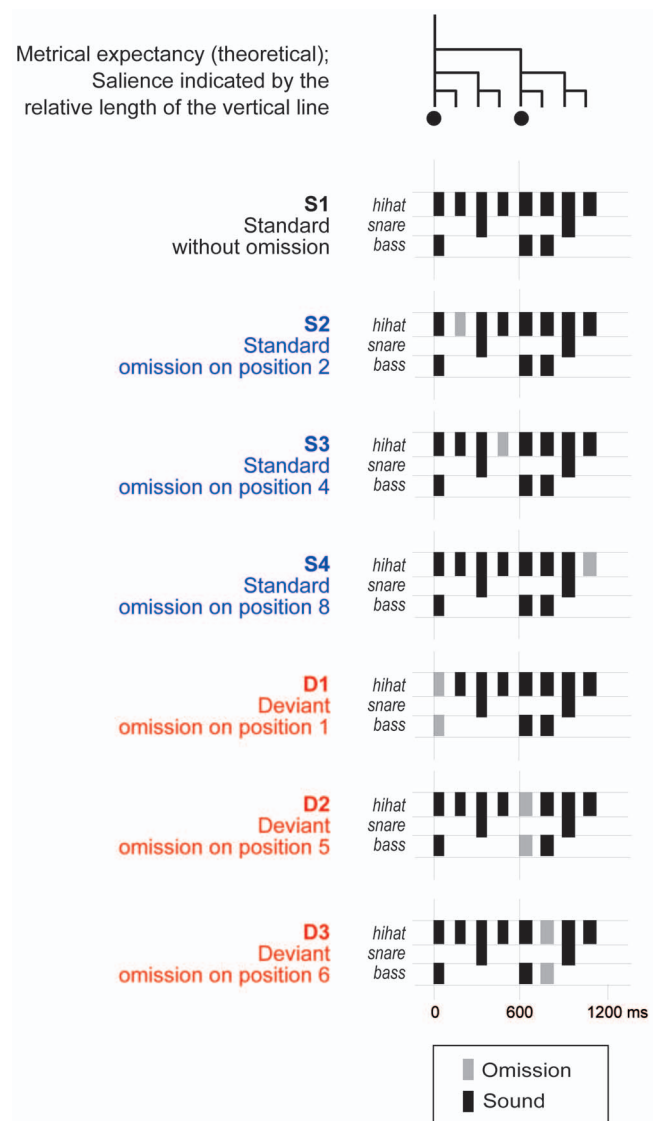 Metrical expectancy (theoretical);
Salience indicated by the
relative length of the vertical line
S1
Standard
without omission
hihat
snare
bass
S2
Standard
omission on position 2
hihat
snare
bass
S3
Standard
omission on position 4
hihat
snare
bass
S4
Standard
omission on position 8
hihat
snare
bass
D1
Deviant
omission on position 1
hihat
snare
bass
D2
Deviant
omission on position 5
hihat
snare
bass
D3
Deviant
omission on position 6
hihat
snare
bass
0 600 1200 ms
Omission
Sound